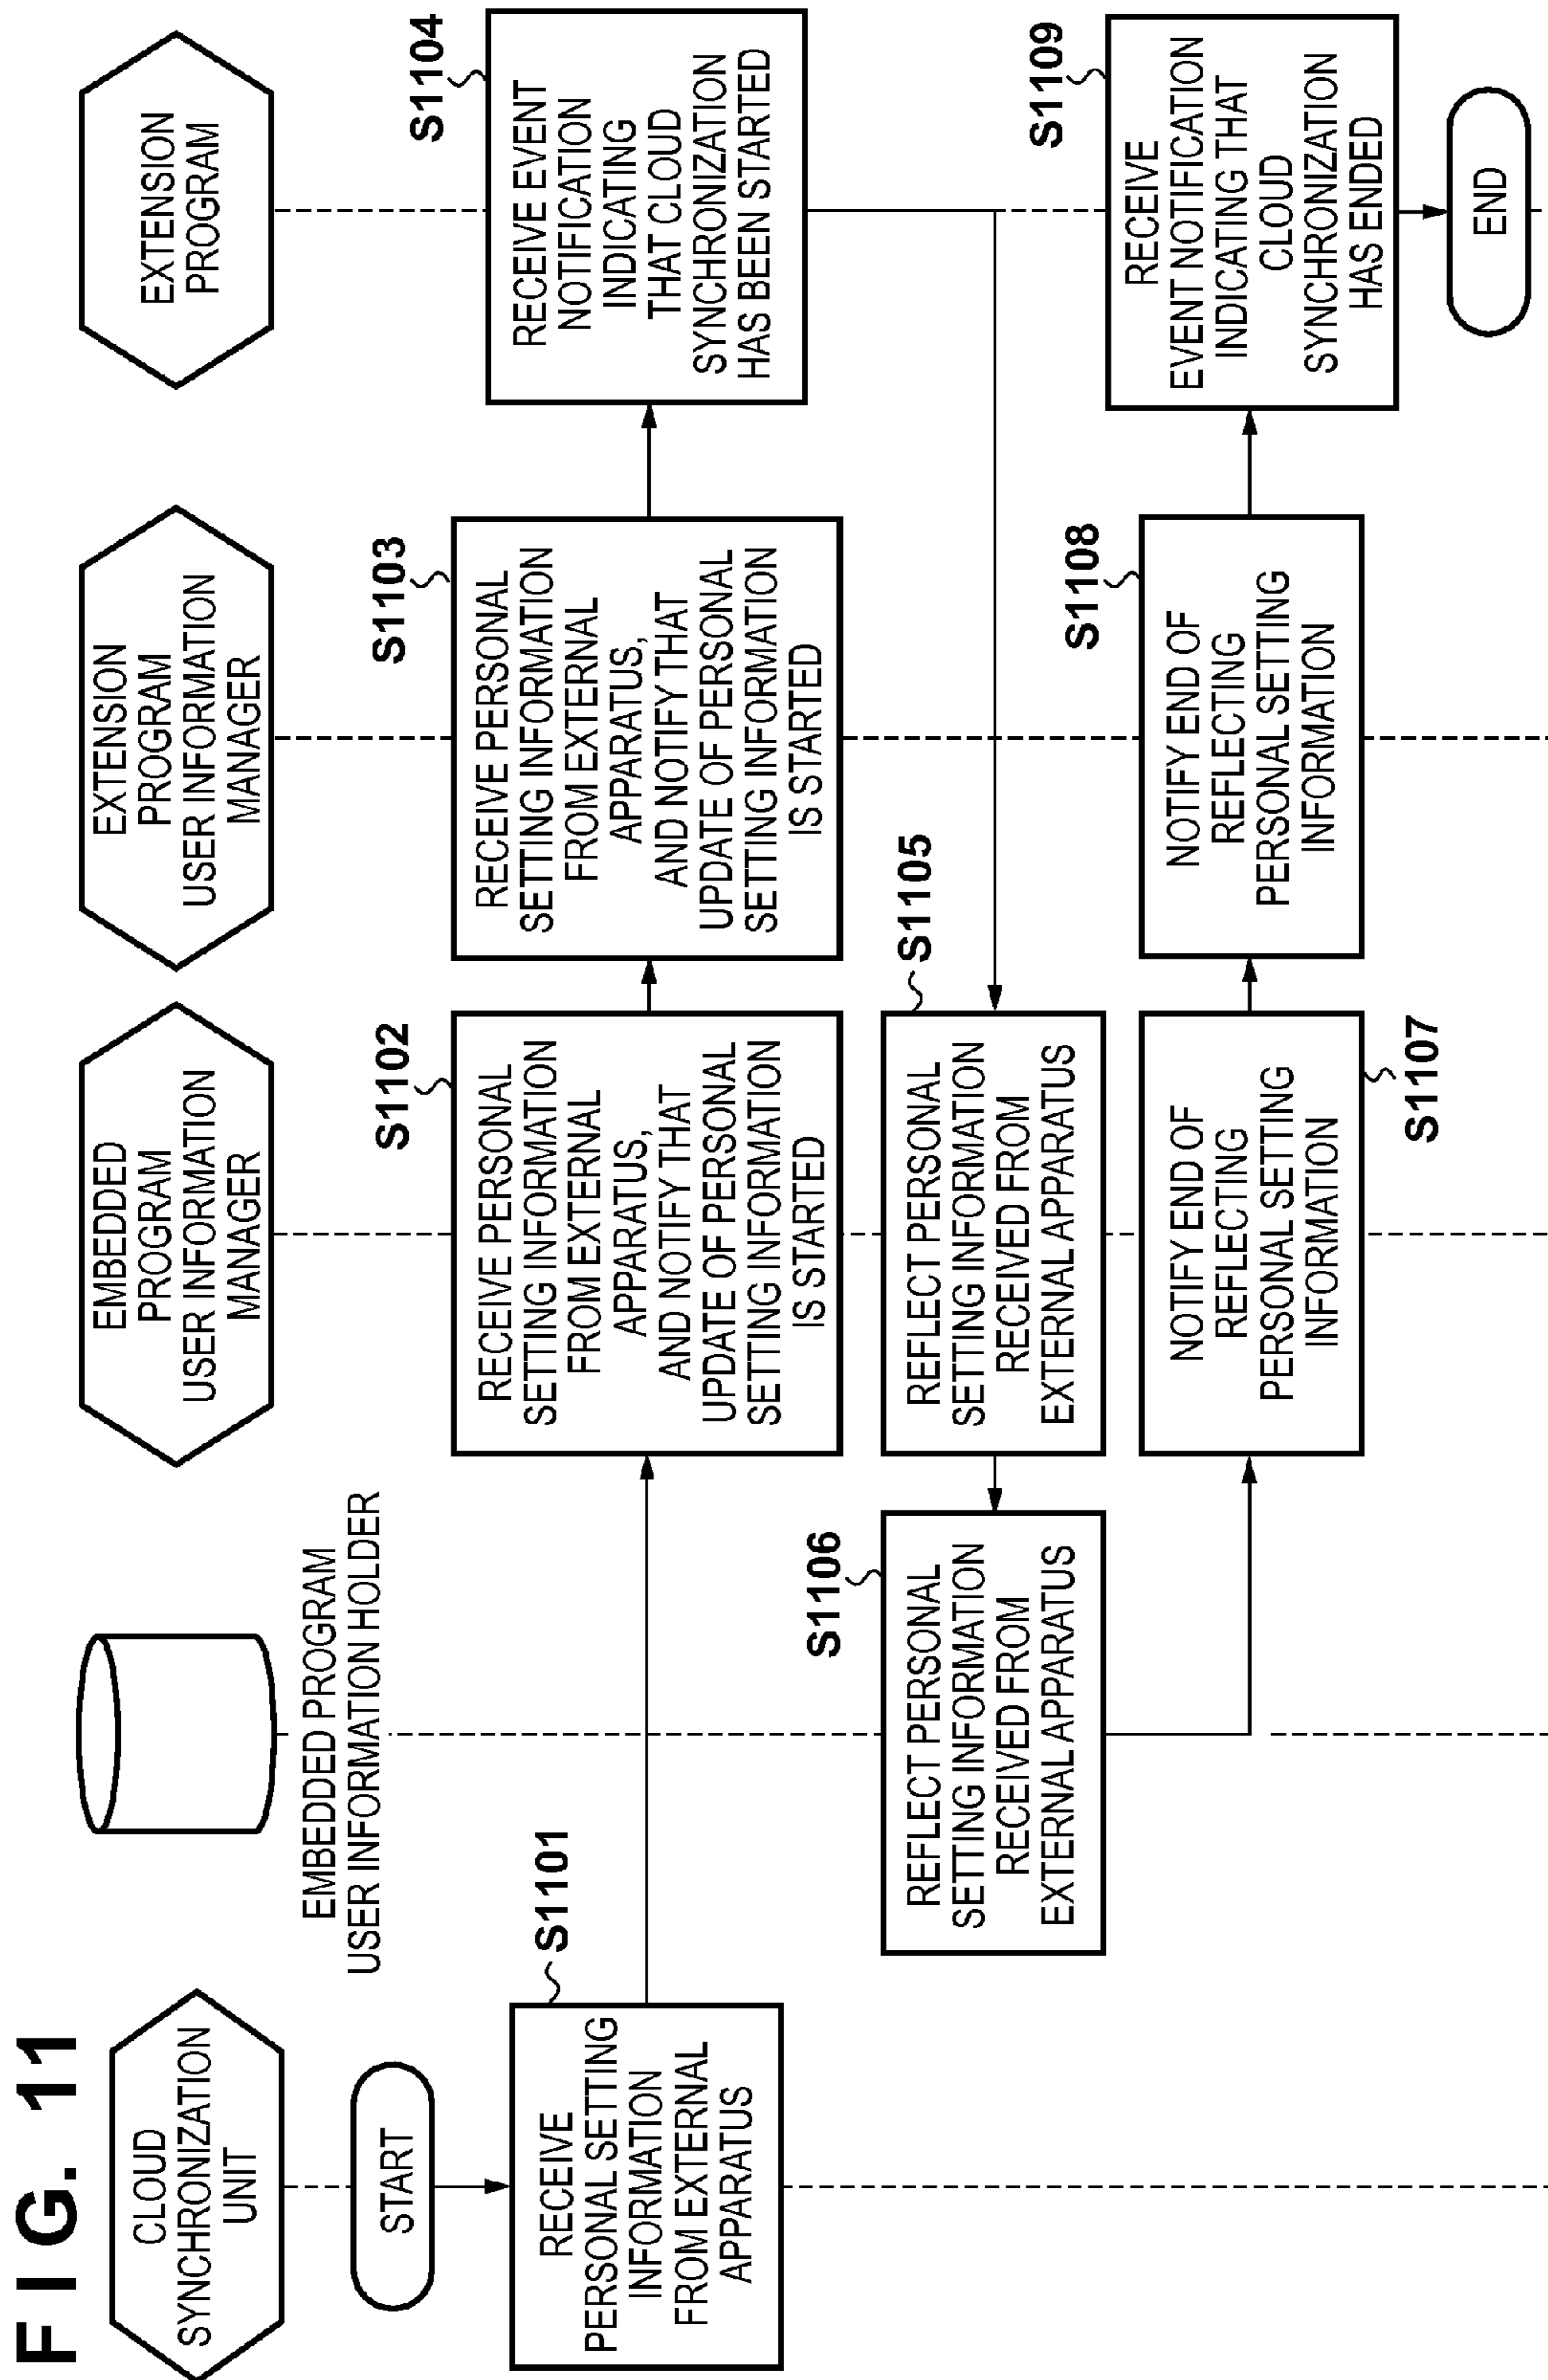 FIG. 11
CLOUD
SYNCHRONIZATION
UNIT
EMBEDDED PROGRAM
USER INFORMATION HOLDER
EMBEDDED
PROGRAM
USER INFORMATION
MANAGER
EXTENSION
PROGRAM
USER INFORMATION
MANAGER
EXTENSION
PROGRAM
START
S1101
RECEIVE
PERSONAL SETTING
INFORMATION
FROM EXTERNAL
APPARATUS
S1102
RECEIVE PERSONAL
SETTING INFORMATION
FROM EXTERNAL
APPARATUS,
AND NOTIFY THAT
UPDATE OF PERSONAL
SETTING INFORMATION
IS STARTED
S1103
RECEIVE PERSONAL
SETTING INFORMATION
FROM EXTERNAL
APPARATUS,
AND NOTIFY THAT
UPDATE OF PERSONAL
SETTING INFORMATION
IS STARTED
S1104
RECEIVE EVENT
NOTIFICATION
INDICATING
THAT CLOUD
SYNCHRONIZATION
HAS BEEN STARTED
S1105
REFLECT PERSONAL
SETTING INFORMATION
RECEIVED FROM
EXTERNAL APPARATUS
S1106
REFLECT PERSONAL
SETTING INFORMATION
RECEIVED FROM
EXTERNAL APPARATUS
NOTIFY END OF
REFLECTING
PERSONAL SETTING
INFORMATION
S1107
S1108
NOTIFY END OF
REFLECTING
PERSONAL SETTING
INFORMATION
S1109
RECEIVE
EVENT NOTIFICATION
INDICATING THAT
CLOUD
SYNCHRONIZATION
HAS ENDED
END